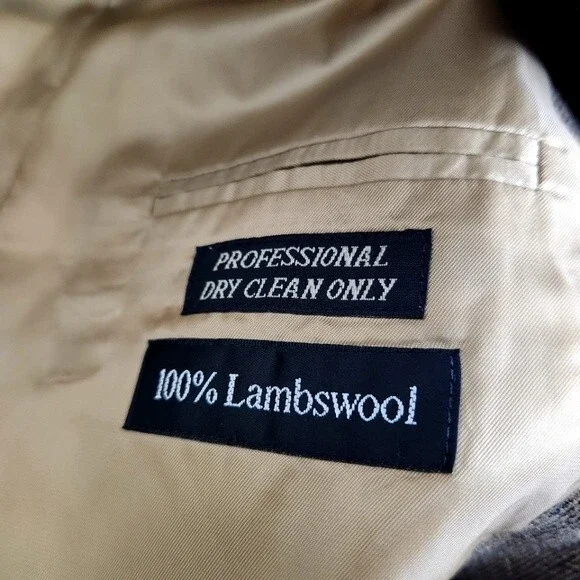 PROFESSIONAL
DRY CLEAN ONLY
100% Lambswool